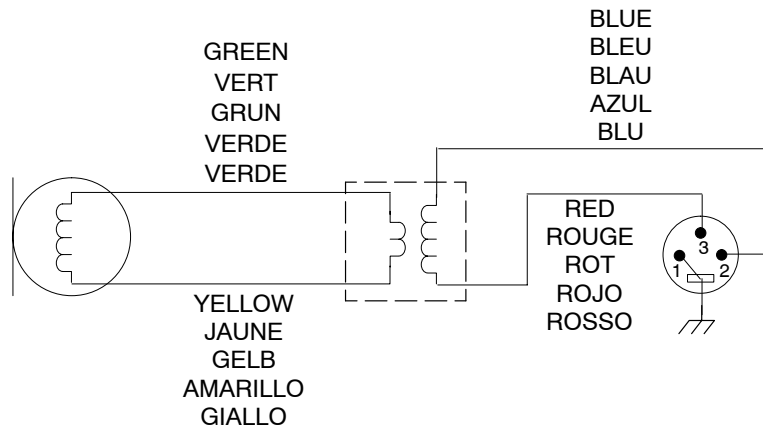 GREEN
VERT
GRUN
VERDE
VERDE
BLUE
BLEU
BLAU
AZUL
BLU
YELLOW
JAUNE
GELB
AMARILLO
GIALLO
RED
ROUGE
ROT
ROJO
ROSSO
3
1
2